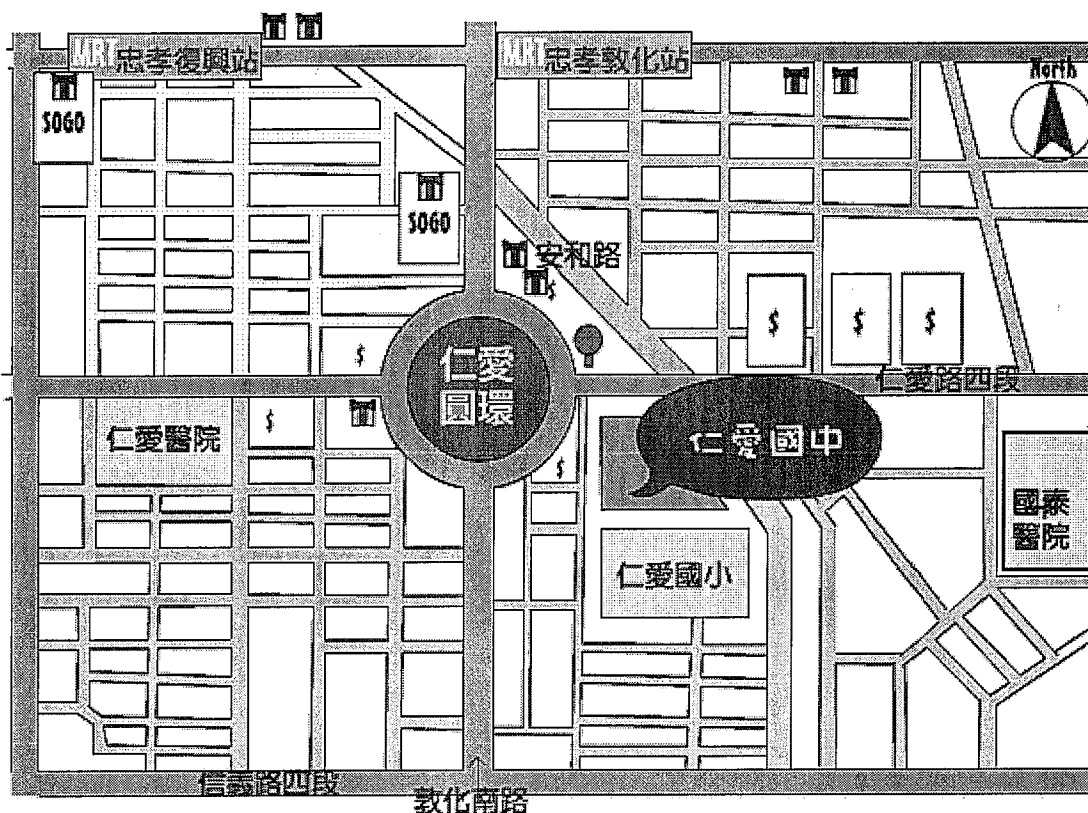 MRT忠孝復興站
MRT忠孝敦化站
North
SOGO
SOGO
安和路
$
$
$
$
$
仁愛
圓環
仁愛路四段
仁愛醫院
$
$
仁愛國中
國泰
醫院
仁愛國小
信義路四段
敦化南路